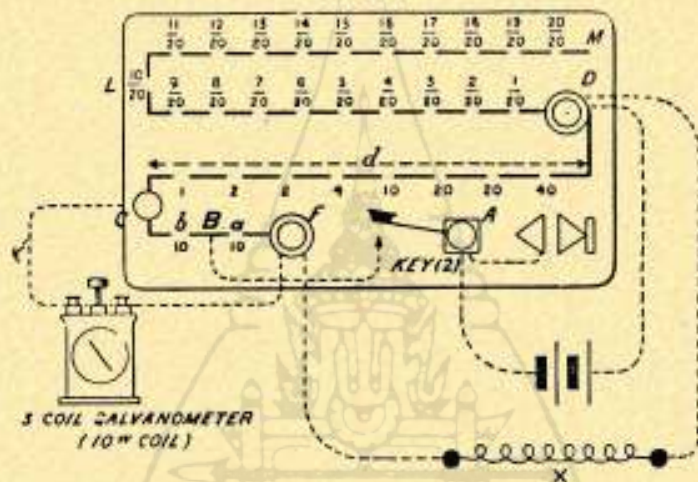 11/20 12/20 13/20 14/20 15/20 16/20 17/20 18/20 19/20 20/20 M
L 10/20
9/20 8/20 7/20 6/20 5/20 4/20 3/20 2/20 1/20 D
d
1 2 2 4 10 20 20 40
C b B a F A
10 10
KEY(2)
3 COIL GALVANOMETER
(10ω COIL)
X